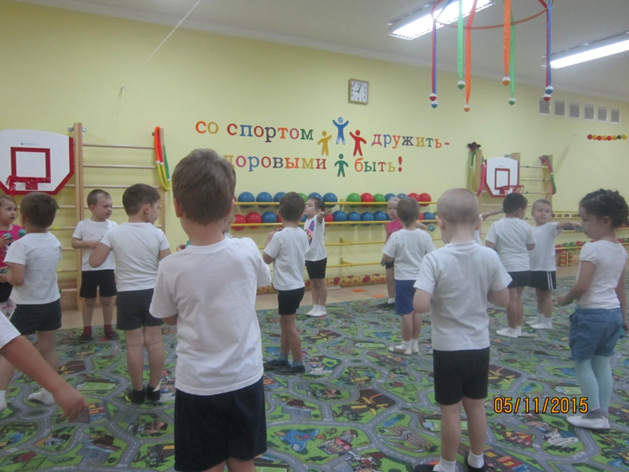 со спортом дружить-
доровыми быть!
05/11/2015